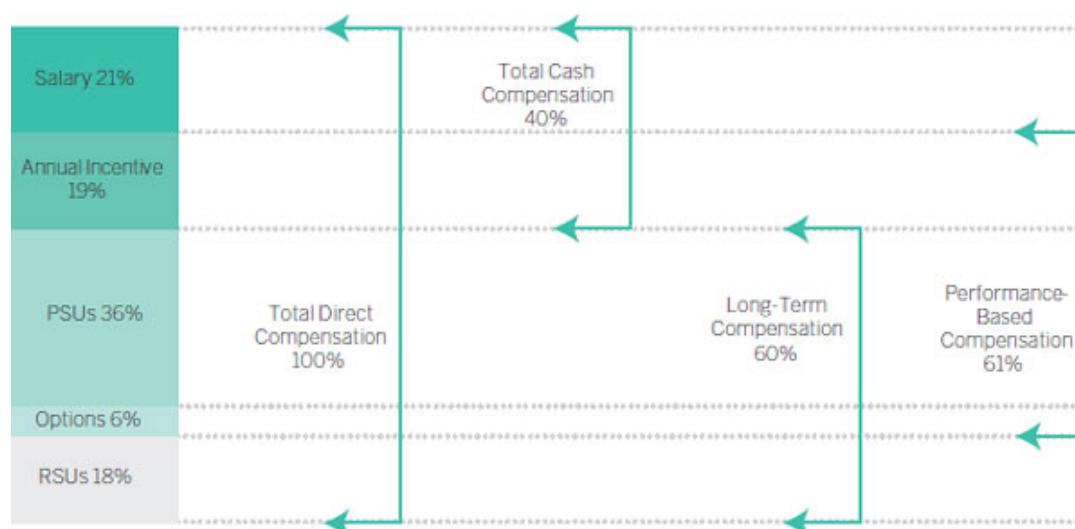 Salary 21%
Annual Incentive
19%
PSUs 36%
Options 6%
RSUs 18%
Total Direct
Compensation
100%
Total Cash
Compensation
40%
Long-Term
Compensation
60%
Performance-
Based
Compensation
61%